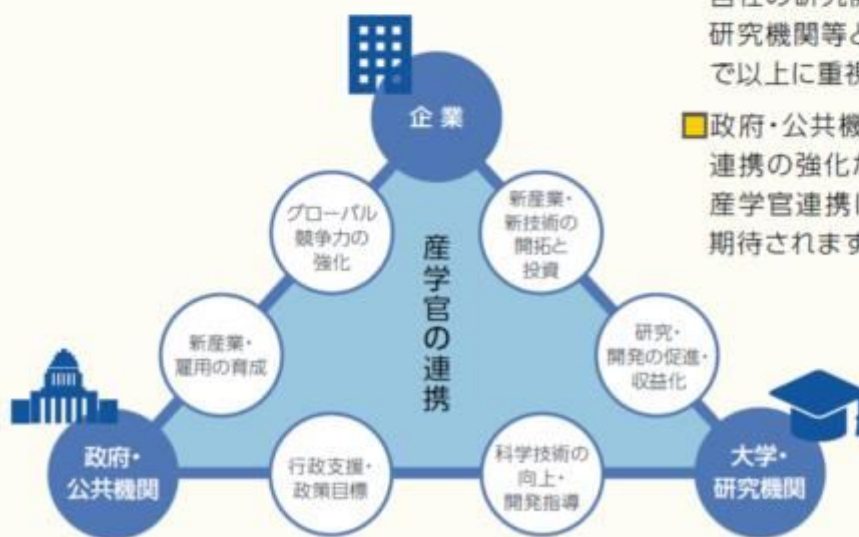 研究機関等と
で以上に重視
■政府・公共機
連携の強化が
産学官連携に
期待されます
企業
グローバル
競争力の
強化
新産業・
新技術の
開拓と
投資
産学官の連携
新産業・
雇用の育成
研究・
開発の促進・
収益化
政府・
公共機関
行政支援・
政策目標
科学技術の
向上・
開発指導
大学・
研究機関